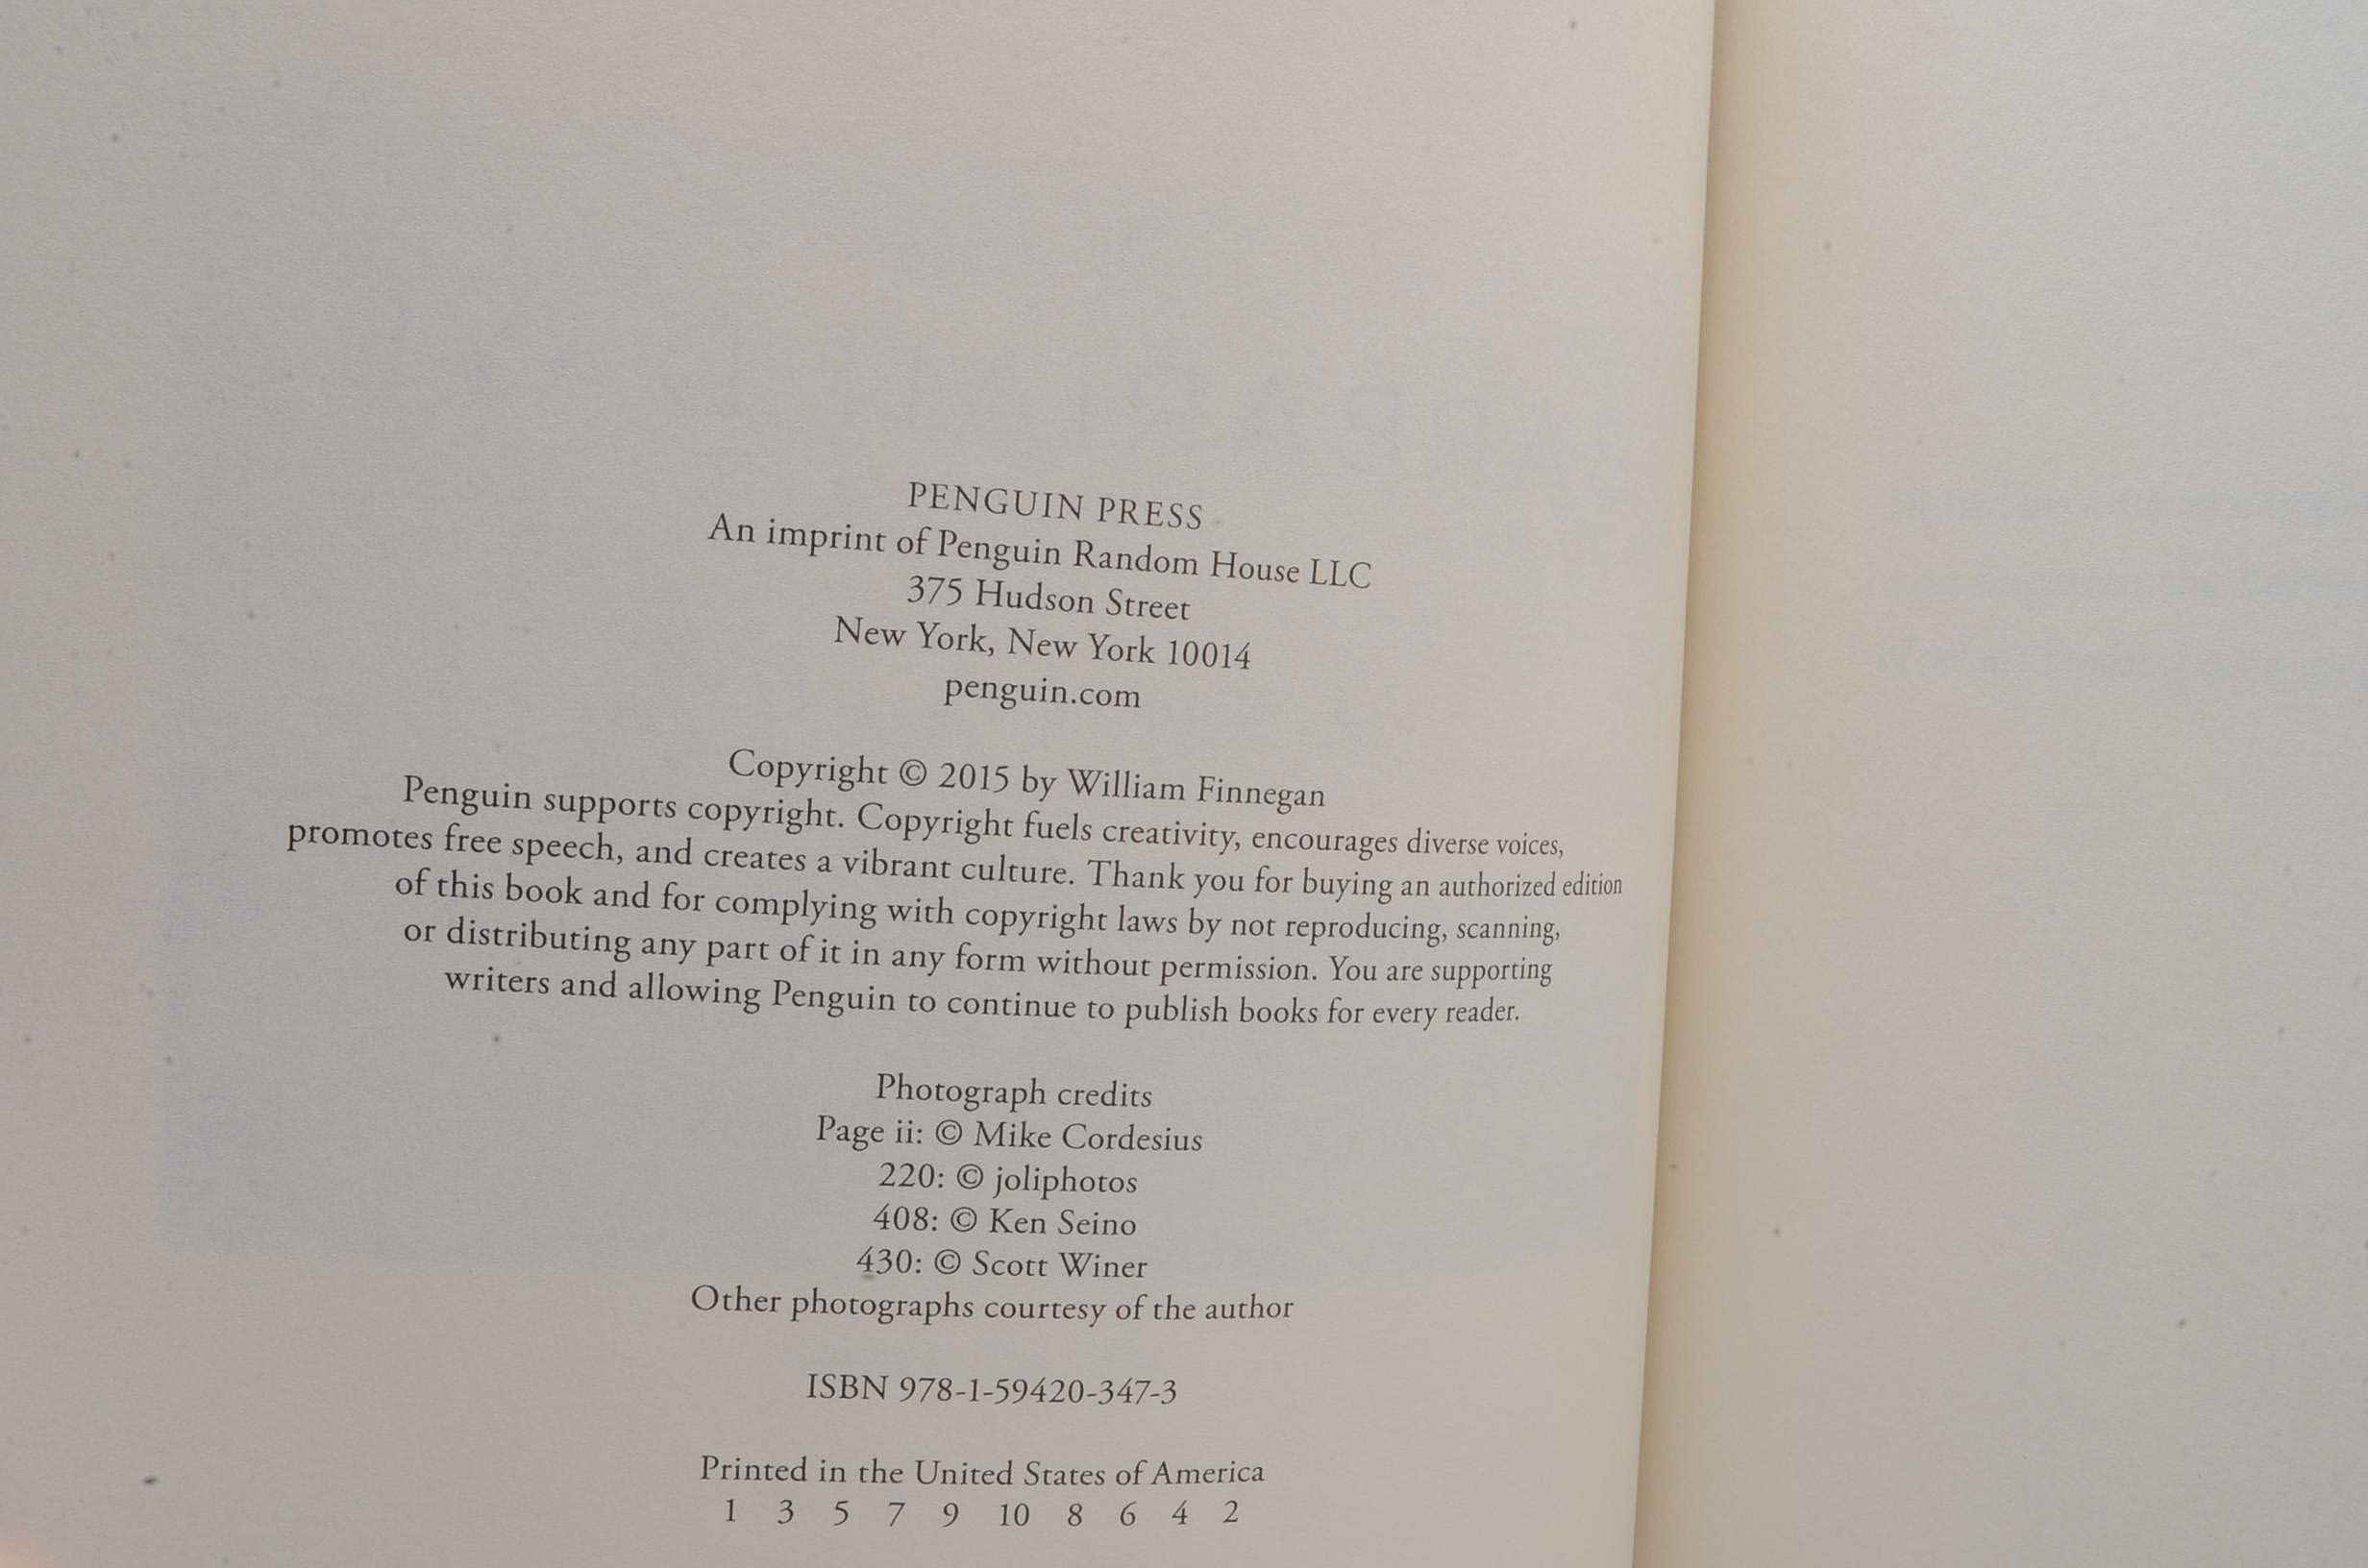 PENGUIN PRESS
An imprint of Penguin Random House LLC
375 Hudson Street
New York, New York 10014
penguin.com
Copyright © 2015 by William Finnegan
Penguin supports copyright. Copyright fuels creativity, encourages diverse voices,
promotes free speech, and creates a vibrant culture. Thank you for buying an authorized edition
of this book and for complying with copyright laws by not reproducing, scanning,
or distributing any part of it in any form without permission. You are supporting
writers and allowing Penguin to continue to publish books for every reader.
Photograph credits
Page ii: © Mike Cordesius
220: © joliphotos
408: © Ken Seino
430: © Scott Winer
Other photographs courtesy of the author
ISBN 978-1-59420-347-3
Printed in the United States of America
1 3 5 7 9 10 8 6 4 2